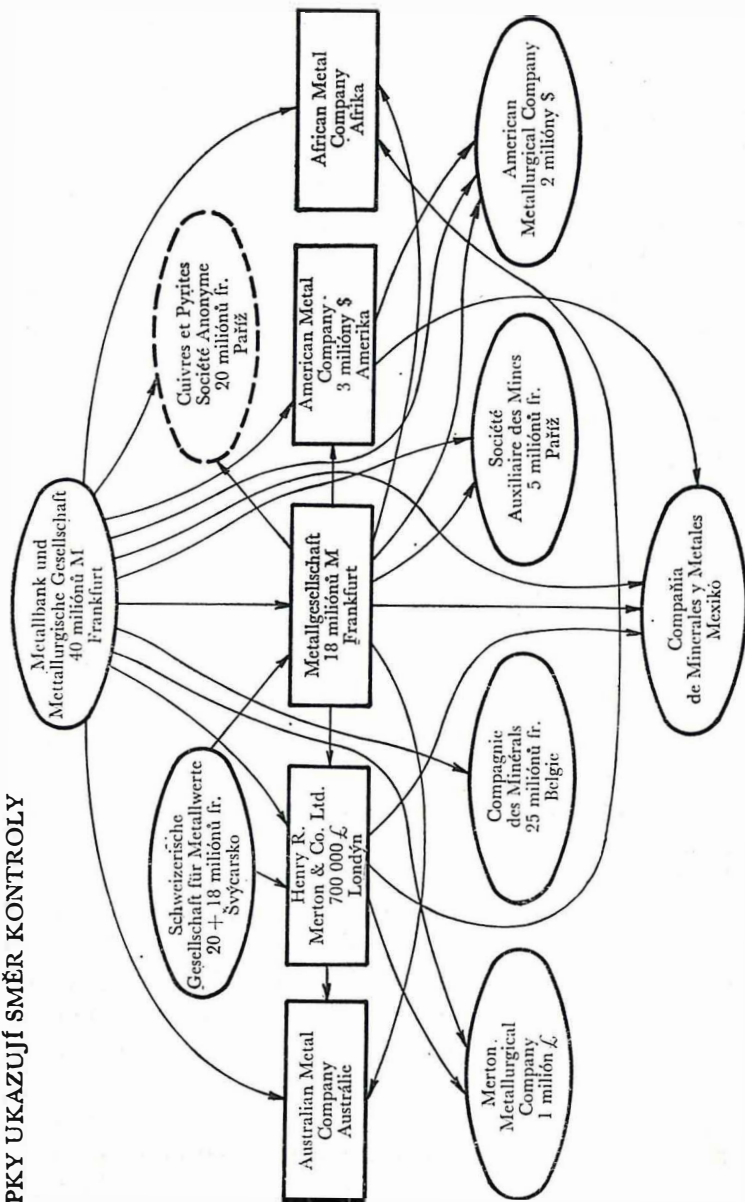 PKY UKAZUJÍ SMĚR KONTROLY
Metallbank und
Mettallurgische Gesellschaft
40 miliónů M
Frankfurt
Schweizerische
Gesellschaft für Metallwerte
20 + 18 miliónů fr.
Švýcarsko
Cuivres et Pyrites
Société Anonyme
20 miliónů fr.
Paříž
Australian Metal
Company
Austrálie
Henry R.
Merton & Co. Ltd.
700 000 £
Londýn
Metallgesellschaft
18 miliónů M
Frankfurt
American Metal
Company
3 milióny $
Amerika
African Metal
Company
Afrika
Merton
Metallurgical
Company
1 milión £
Compagnie
des Minérals
25 miliónů fr.
Belgie
Société
Auxiliaire des Mines
5 miliónů fr.
Paříž
American
Metallurgical Company
2 milióny $
Compañia
de Minerales y Metales
Mexikó